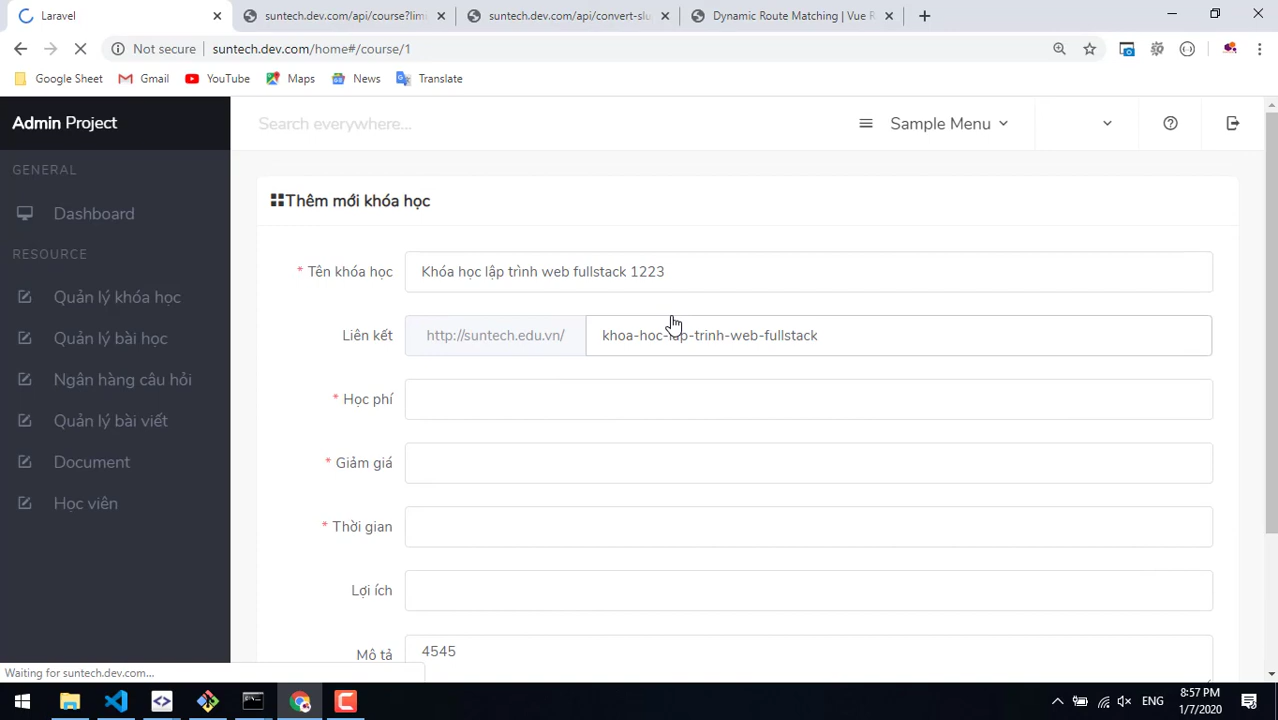 Laravel
suntech.dev.com/api/course?lim
suntech.dev.com/api/convert-slu
Dynamic Route Matching | Vue R
Not secure
suntech.dev.com/home#/course/1
Google Sheet
Gmail
YouTube
Maps
News
Translate
Admin Project
Search everywhere...
Sample Menu
GENERAL
Dashboard
RESOURCE
Quản lý khóa học
Quản lý bài học
Ngân hàng câu hỏi
Quản lý bài viết
Document
Học viên
Thêm mới khóa học
* Tên khóa học
Khóa học lập trình web fullstack 1223
Liên kết
http://suntech.edu.vn/
khoa-hoc-lap-trinh-web-fullstack
* Học phí
* Giảm giá
* Thời gian
Lợi ích
Mô tả
4545
Waiting for suntech.dev.com...
ENG
8:57 PM
1/7/2020